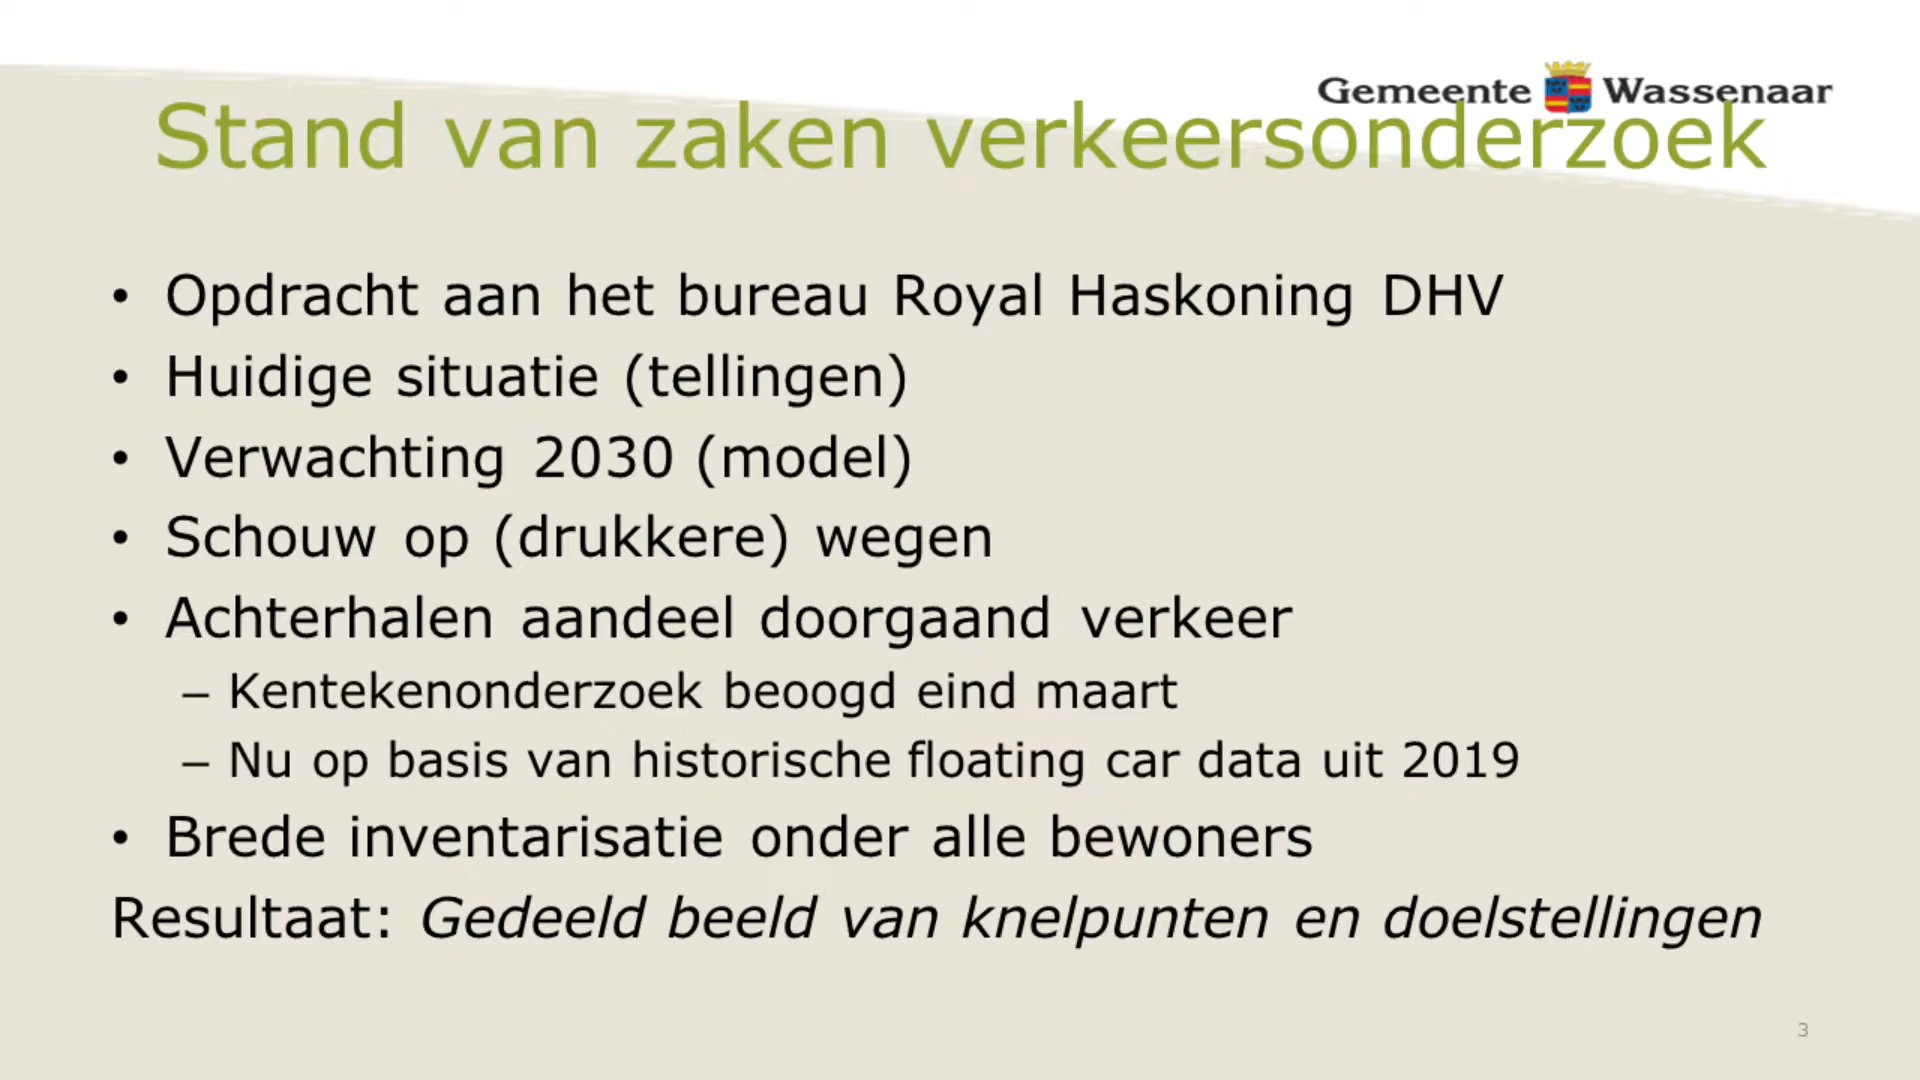 Gemeente Wassenaar
Stand van zaken verkeersonderzoek
• Opdracht aan het bureau Royal Haskoning DHV
• Huidige situatie (tellingen)
• Verwachting 2030 (model)
• Schouw op (drukkere) wegen
• Achterhalen aandeel doorgaand verkeer
– Kentekenonderzoek beoogd eind maart
– Nu op basis van historische floating car data uit 2019
• Brede inventarisatie onder alle bewoners
Resultaat: Gedeeld beeld van knelpunten en doelstellingen
3